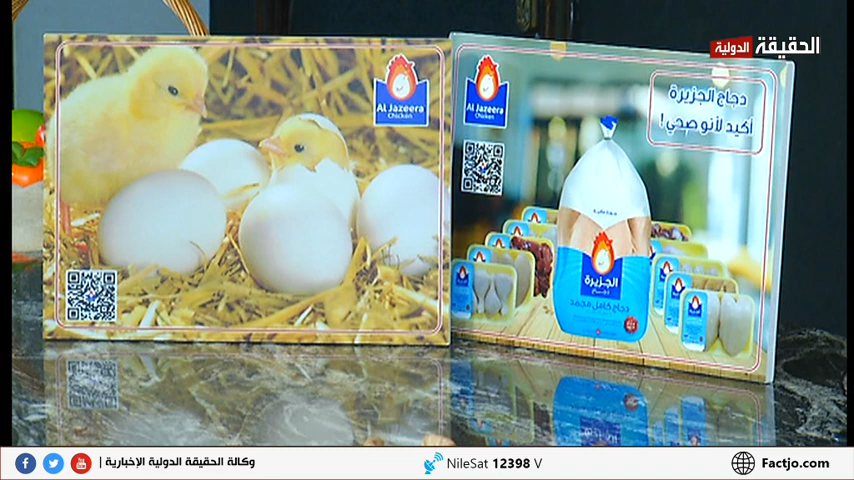 الحقيقة الدولية
Al Jazeera
Chicken
Al Jazeera
Chicken
دجاج الجزيرة
أكيد لأنو صحي!
الجزيرة
دجاج
دجاج كامل مجمد
وكالة الحقيقة الدولية الإخبارية |
NileSat 12398 V
Factjo.com